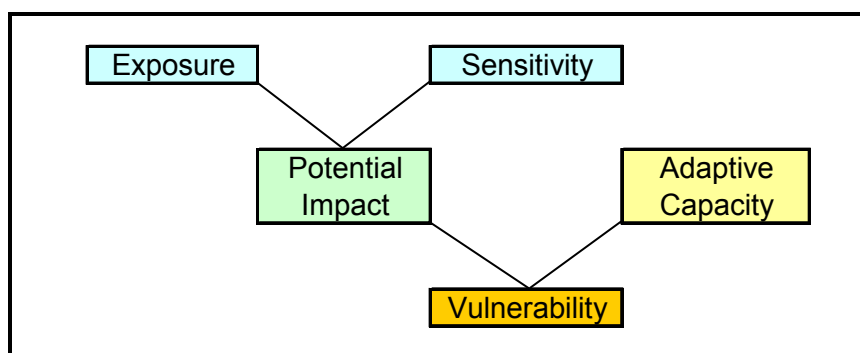 Exposure
Sensitivity
Potential
Impact
Adaptive
Capacity
Vulnerability